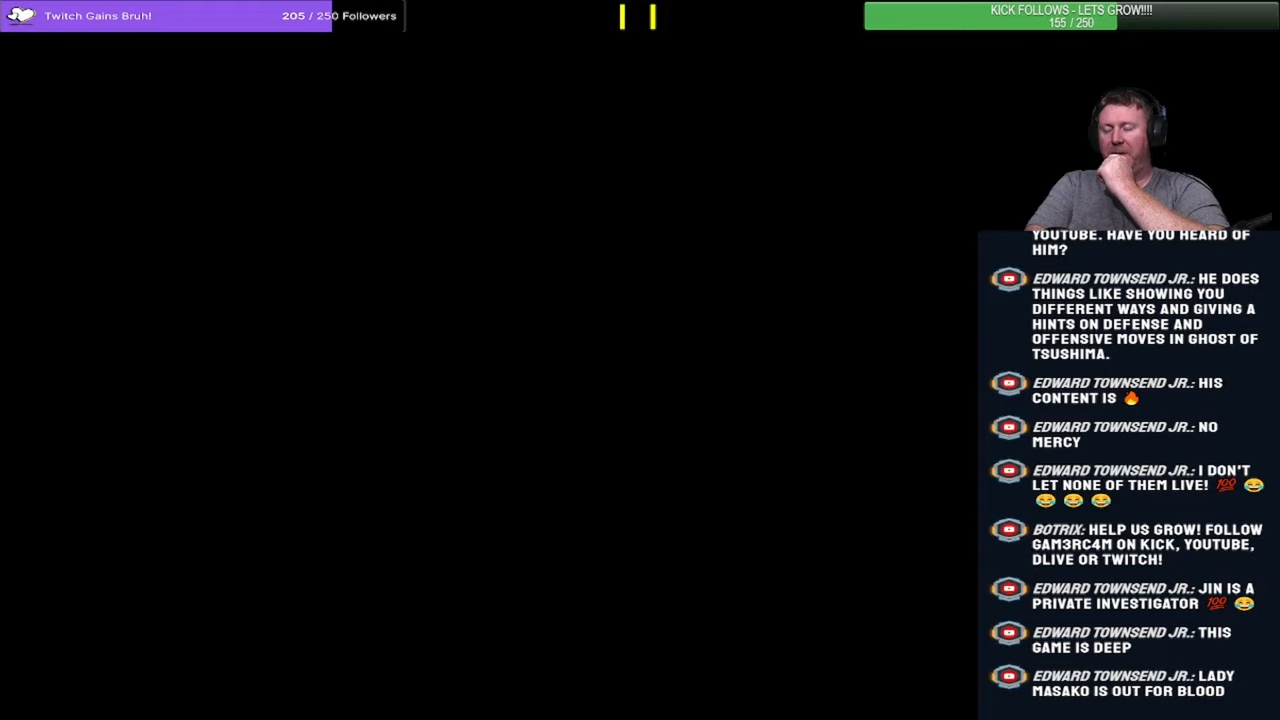 Twitch Gains Bruh!
205 / 250 Followers
KICK FOLLOWS - LETS GROW!!!!
155 / 250
YOUTUBE. HAVE YOU HEARD OF
HIM?
EDWARD TOWNSEND JR.: HE DOES
THINGS LIKE SHOWING YOU
DIFFERENT WAYS AND GIVING A
HINTS ON DEFENSE AND
OFFENSIVE MOVES IN GHOST OF
TSUSHIMA.
EDWARD TOWNSEND JR.: HIS
CONTENT IS 🔥
EDWARD TOWNSEND JR.: NO
MERCY
EDWARD TOWNSEND JR.: I DON'T
LET NONE OF THEM LIVE! 💯 😂
😂 😂 😂
BOTRIX: HELP US GROW! FOLLOW
GAM3RC4M ON KICK, YOUTUBE,
DLIVE OR TWITCH!
EDWARD TOWNSEND JR.: JIN IS A
PRIVATE INVESTIGATOR 💯 😂
EDWARD TOWNSEND JR.: THIS
GAME IS DEEP
EDWARD TOWNSEND JR.: LADY
MASAKO IS OUT FOR BLOOD